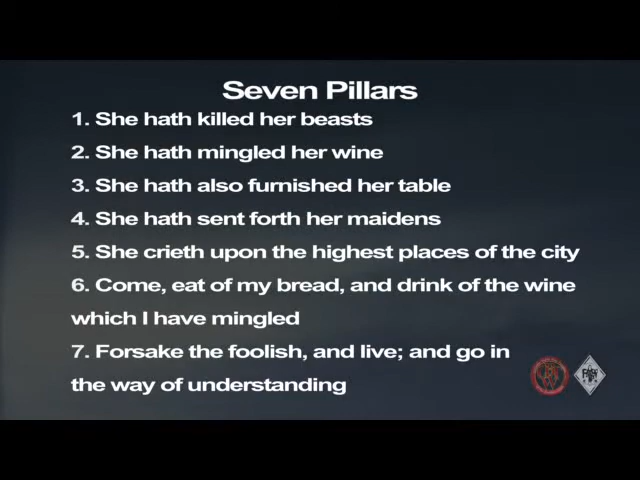 Seven Pillars
1. She hath killed her beasts
2. She hath mingled her wine
3. She hath also furnished her table
4. She hath sent forth her maidens
5. She crieth upon the highest places of the city
6. Come, eat of my bread, and drink of the wine
which I have mingled
7. Forsake the foolish, and live; and go in
the way of understanding